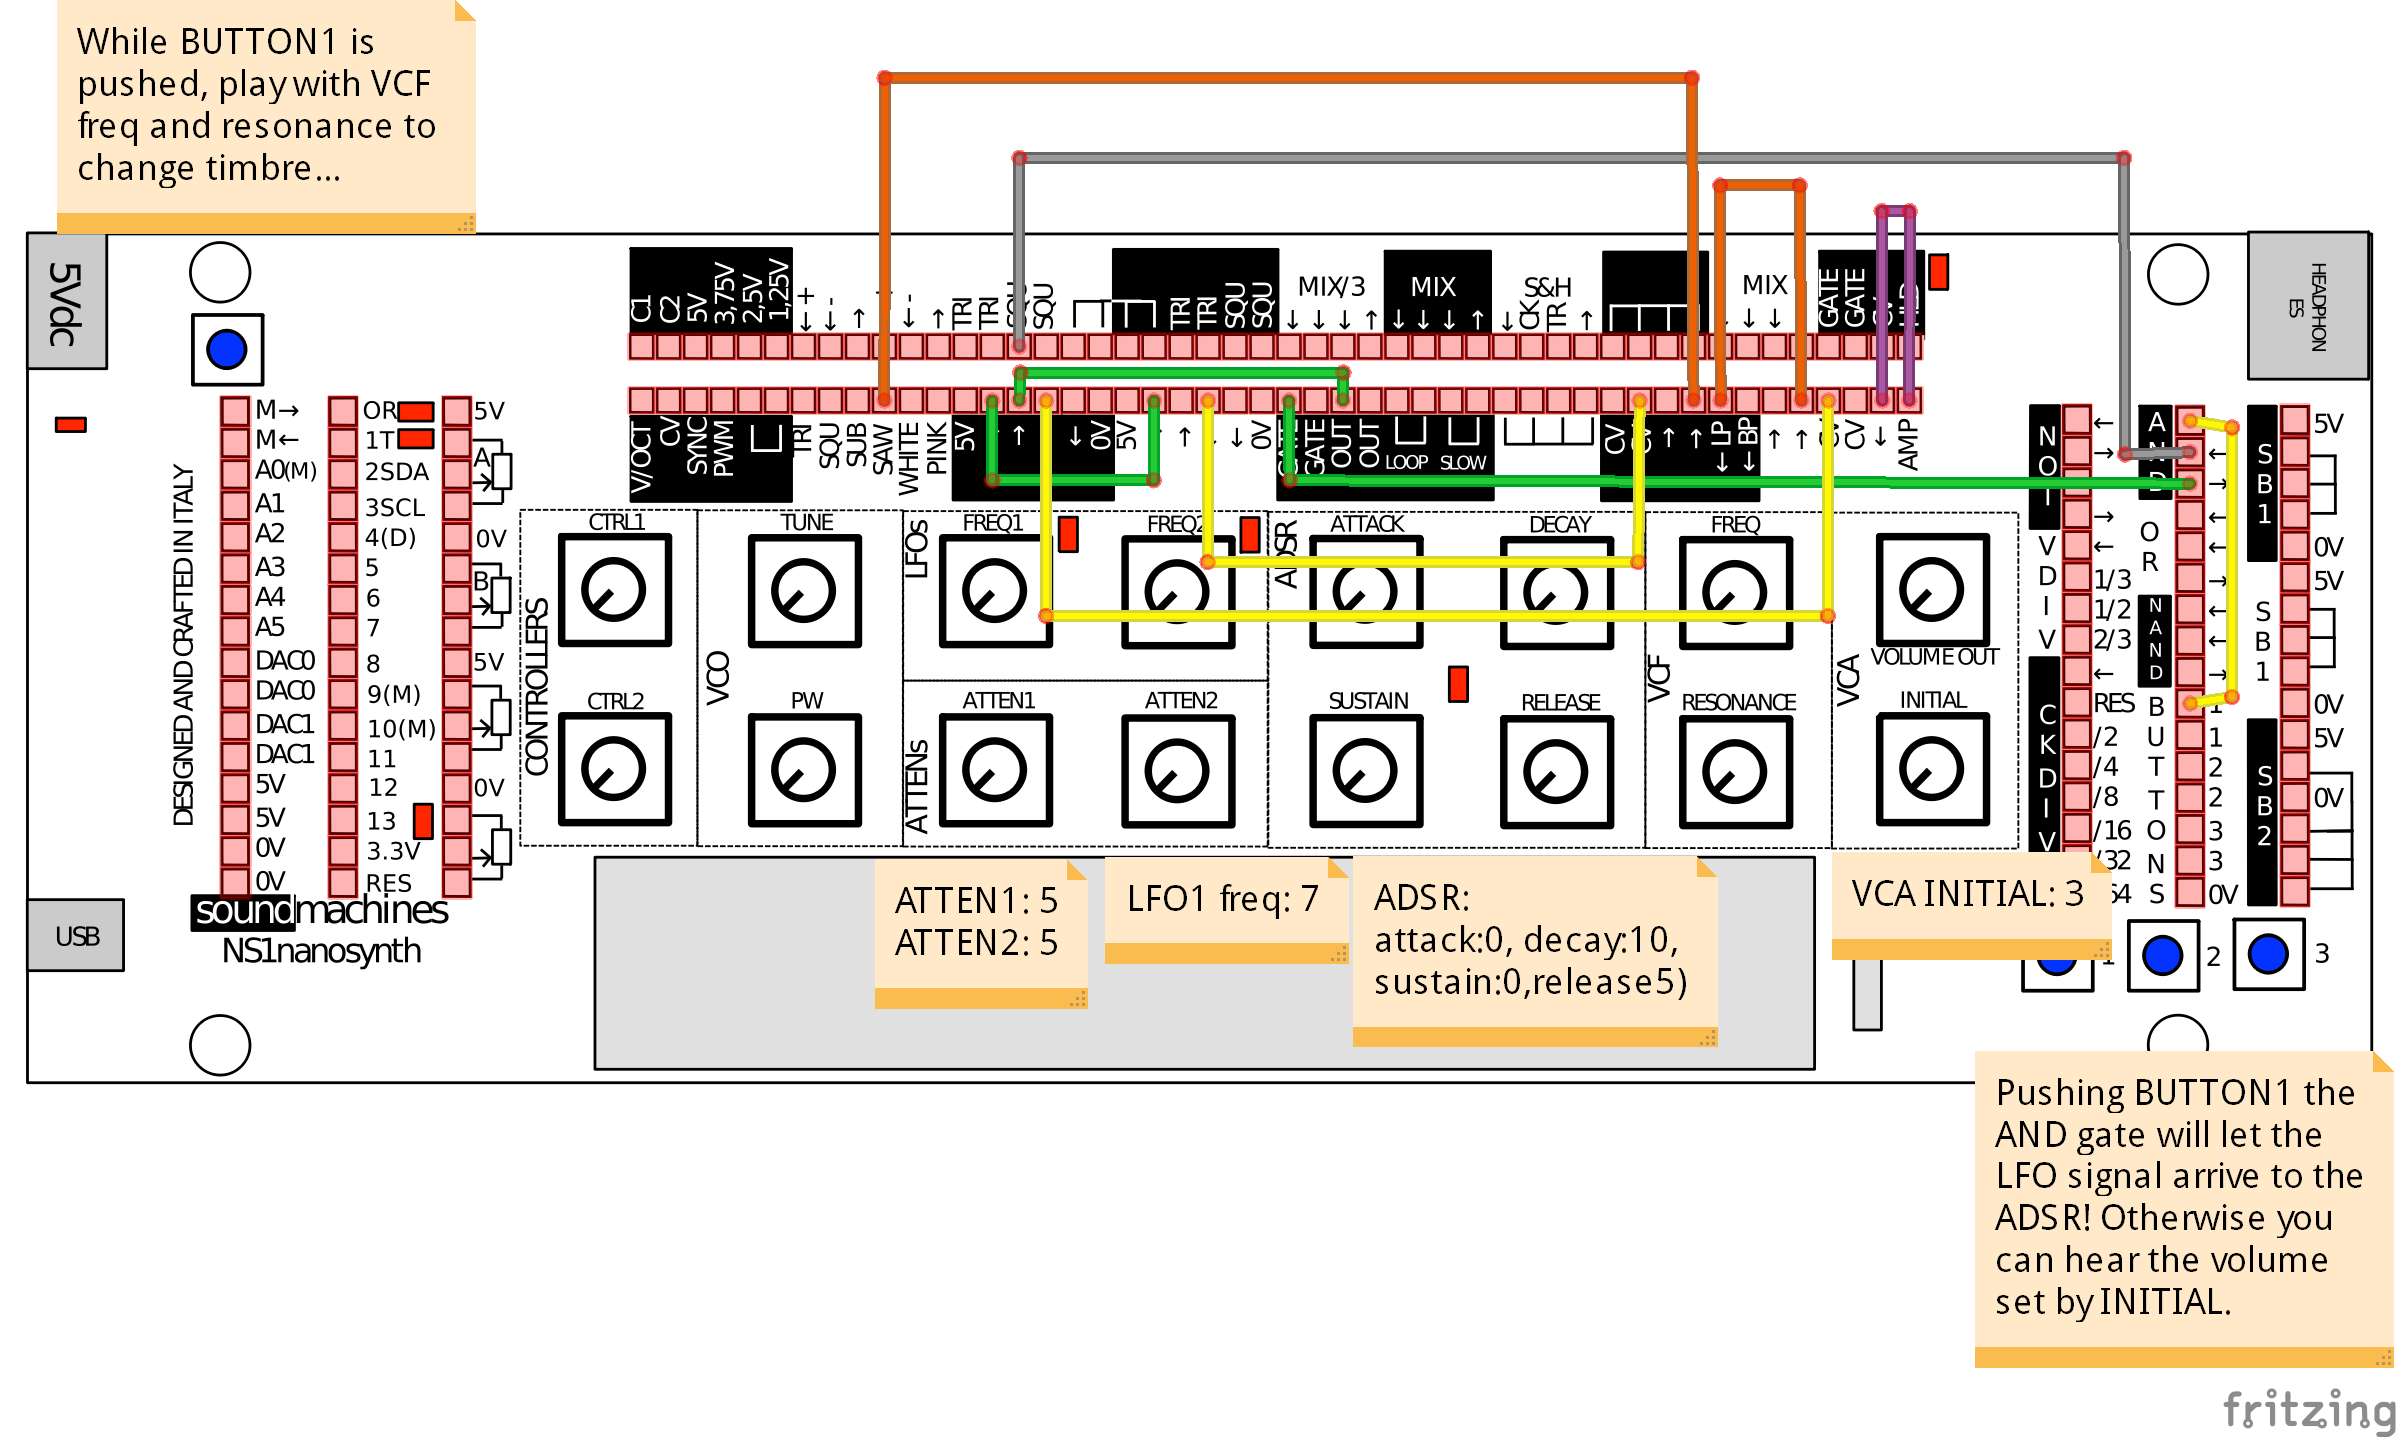 While BUTTON1 is
pushed, play with VCF
freq and resonance to
change timbre...
5Vdc
HEADPHON
ES
C1
C2
5V
3,75V
2,5V
1,25V
←+
←-
↑
←-
↑
TRI
TRI
SQU
SQU
TRI
TRI
SQU
SQU
MIX/3
↓ ↓ ↓ ↑
MIX
↓ ↓ ↓ ↑
S&H
↓
CK
TR
↑
MIX
↓ ↓
GATE
GATE
V/OCT
CV
SYNC
PWM
TRI
SQU
SUB
SAW
WHITE
PINK
5V
↑
↓
0V
5V
↑
↓
0V
GATE
GATE
OUT
OUT
LOOP
SLOW
CV
CV
↑
↑
←LP
←BP
↑
↑
CV
CV
↓
AMP
DESIGNED AND CRAFTED IN ITALY
M→
M←
A0(M)
A1
A2
A3
A4
A5
DAC0
DAC0
DAC1
DAC1
5V
5V
0V
0V
OR
1T
2SDA
3SCL
4(D)
5
6
7
8
9(M)
10(M)
11
12
13
3.3V
RES
5V
A
0V
B
5V
0V
soundmachines
NS1nanosynth
USB
CONTROLLERS
CTRL1
CTRL2
VCO
TUNE
PW
LFOs
FREQ1
FREQ2
ATTENs
ATTEN1
ATTEN2
ADSR
ATTACK
DECAY
SUSTAIN
RELEASE
VCF
FREQ
RESONANCE
VCA
VOLUME OUT
INITIAL
NOT
VDIV
CKDIV
←
→
→
←
1/3
1/2
2/3
←
RES
/2
/4
/8
/16
/32
64
AND
OR
NAND
BUTTONS
←
→
←
←
→
←
←
→
1
1
2
2
3
3
0V
SB1
SB1
SB2
5V
0V
5V
0V
5V
0V
ATTEN1: 5
ATTEN2: 5
LFO1 freq: 7
ADSR:
attack:0, decay:10,
sustain:0,release5)
VCA INITIAL: 3
1
2
3
Pushing BUTTON1 the
AND gate will let the
LFO signal arrive to the
ADSR! Otherwise you
can hear the volume
set by INITIAL.
fritzing